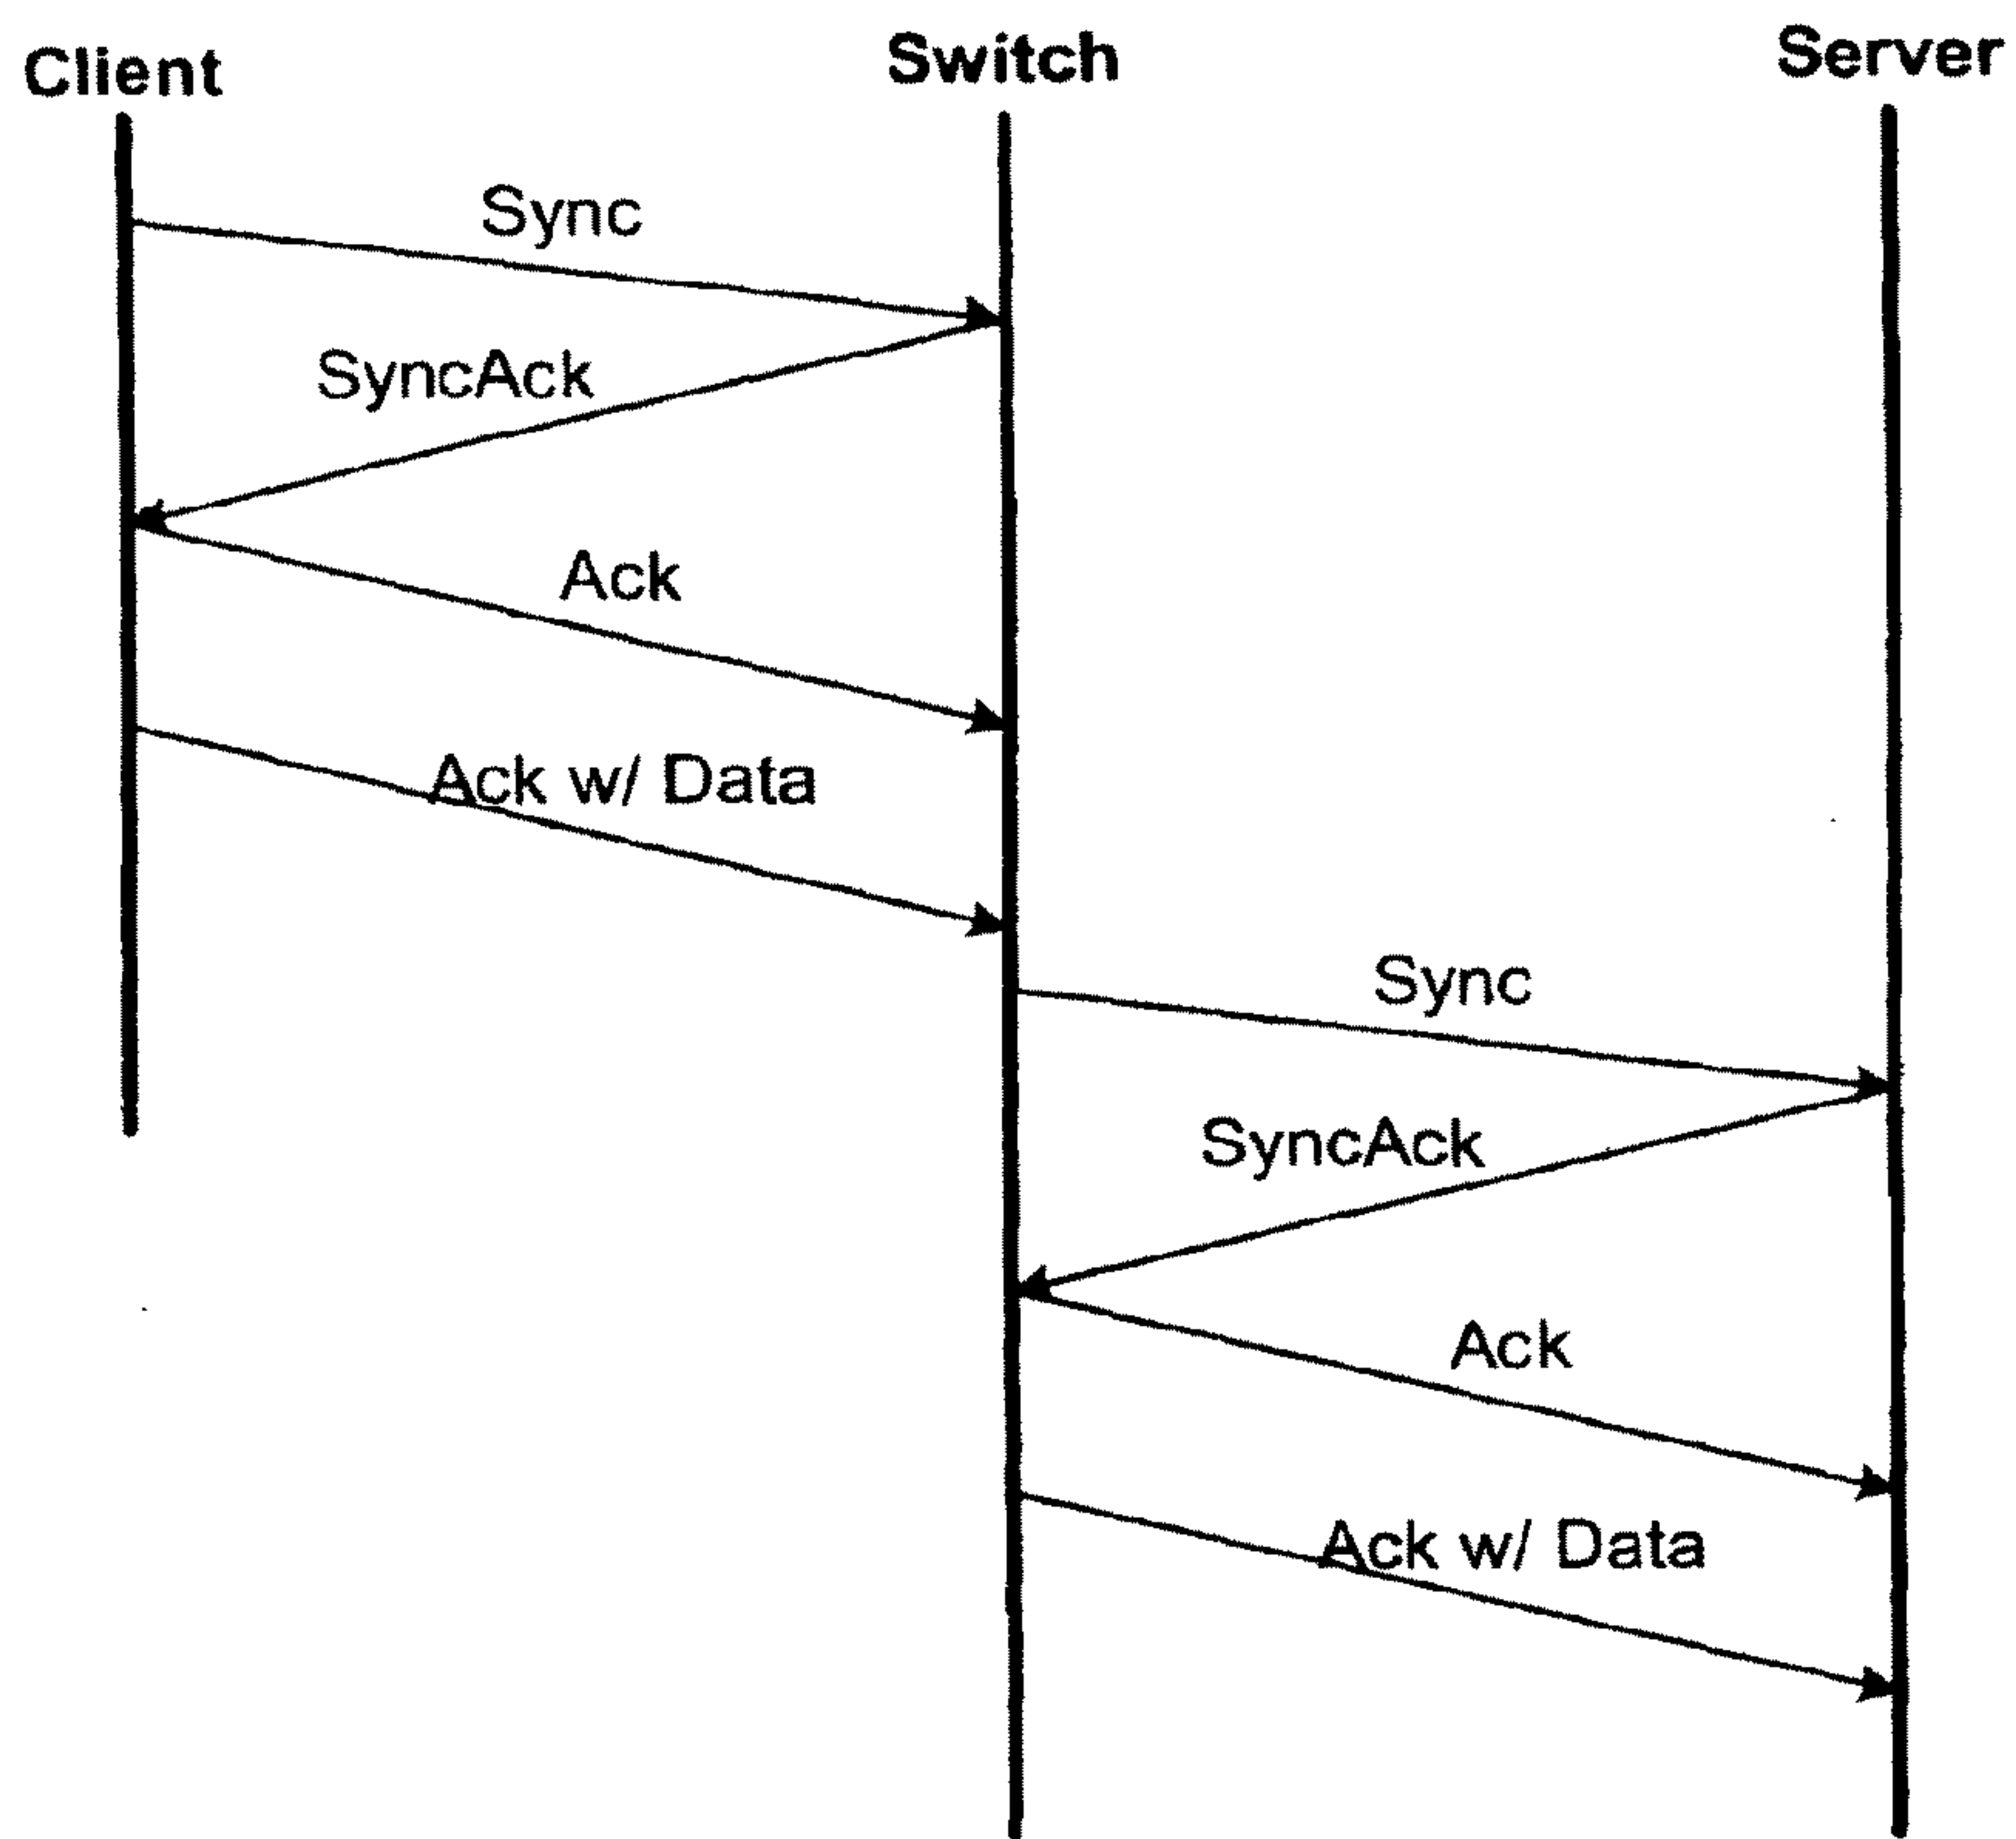 Client
Switch
Server
Sync
SyncAck
Ack
Ack w/ Data
Sync
SyncAck
Ack
Ack w/ Data